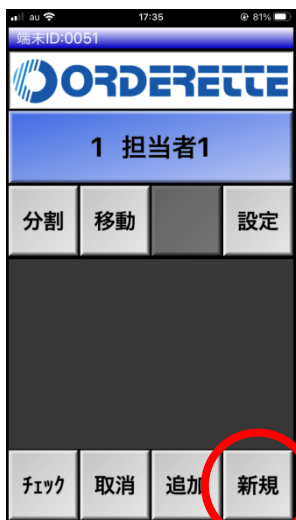 au 17:35 81%
端末ID:0051
ORDERETTE
1 担当者1
分割 移動 設定
ﾁｪｯｸ 取消 追加 新規